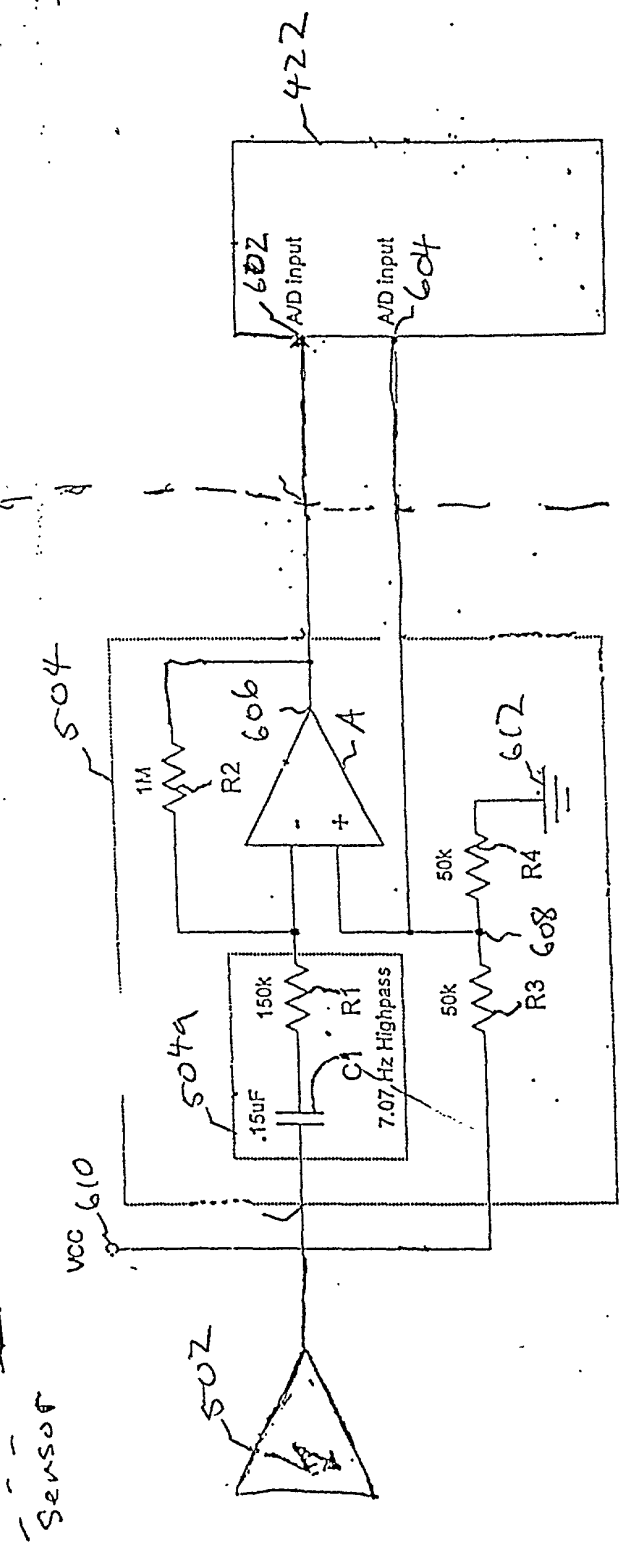 sensor
502
VCC 610
504
504a
.15uF
C1
150k
R1
7.07 Hz Highpass
1M
R2
606
-
+
A
50k
R3
608
50k
R4
612
602
A/D input
A/D input
604
422